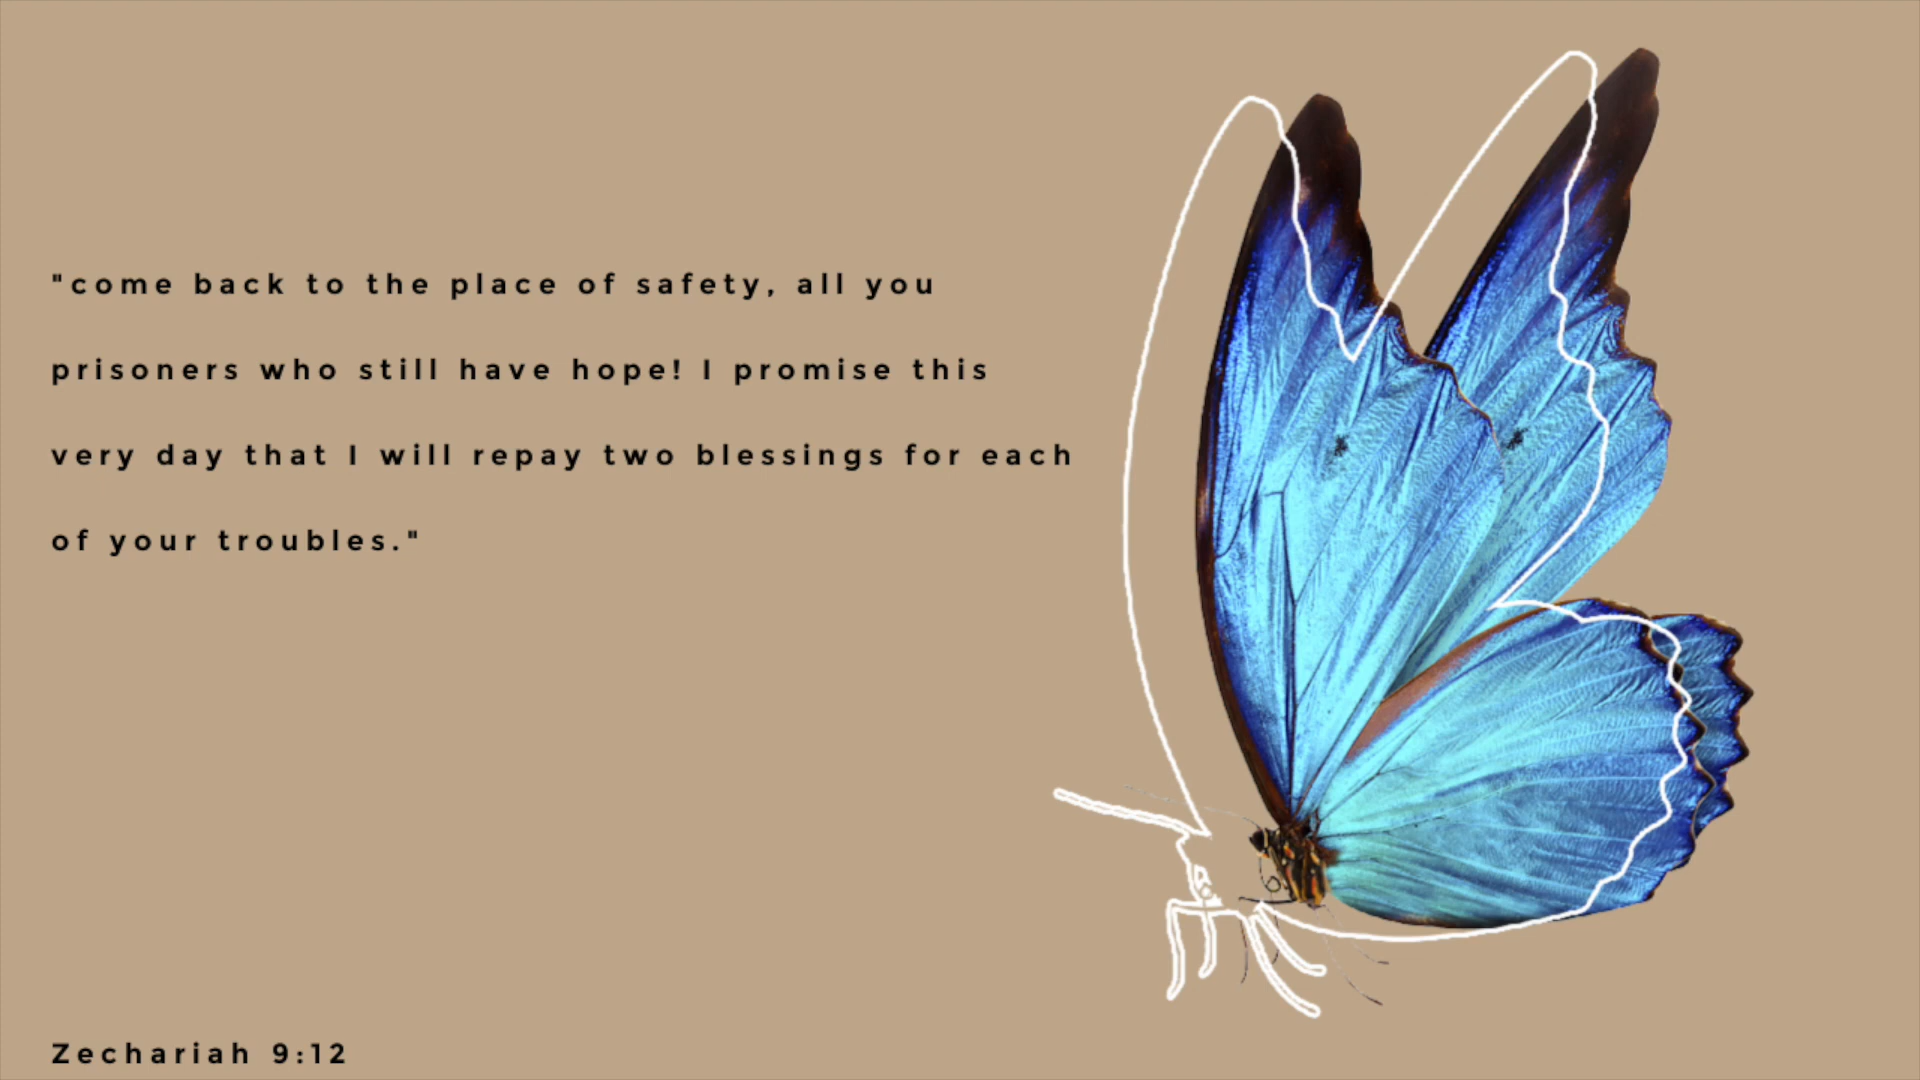 "come back to the place of safety, all you
prisoners who still have hope! I promise this
very day that I will repay two blessings for each
of your troubles."
Zechariah 9:12